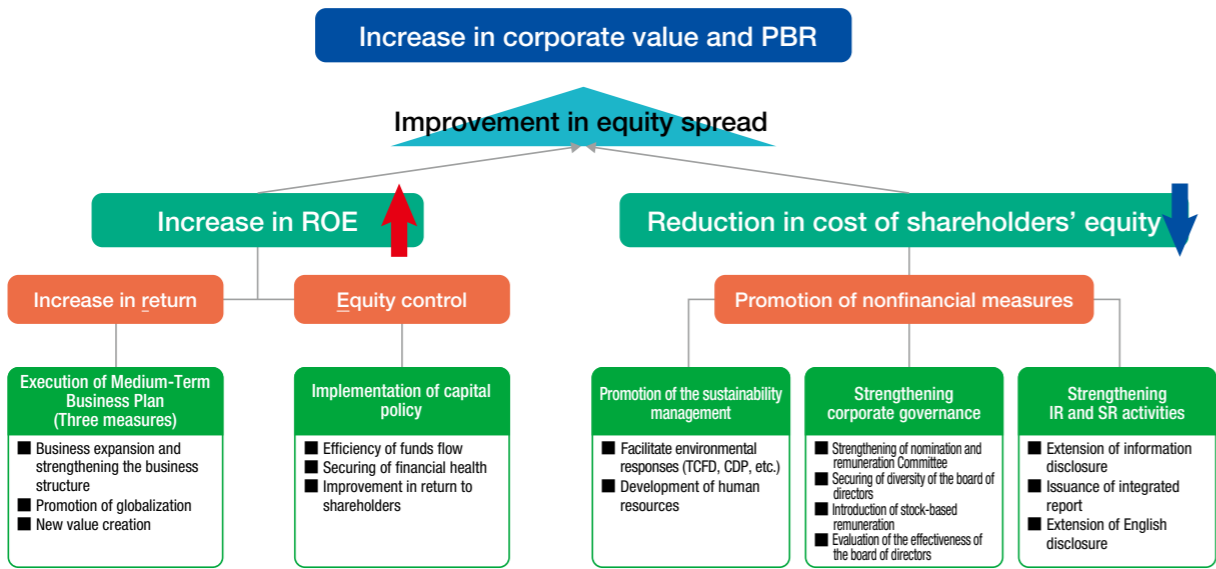 Increase in corporate value and PBR
Improvement in equity spread
Increase in ROE
Reduction in cost of shareholders' equity
Increase in return
Equity control
Promotion of nonfinancial measures
Execution of Medium-Term
Business Plan
(Three measures)
■ Business expansion and
strengthening the business
structure
■ Promotion of globalization
■ New value creation
Implementation of capital
policy
■ Efficiency of funds flow
■ Securing of financial health
■ Improvement in return to
shareholders
Promotion of the sustainability
management
■ Facilitate environmental
responses (TCFD, CDP, etc.)
■ Development of human
resources
Strengthening
corporate governance
■ Strengthening of nomination and
remuneration Committee
■ Securing of diversity of the board of
directors
■ Introduction of stock-based
remuneration
■ Evaluation of the effectiveness of
the board of directors
Strengthening
IR and SR activities
■ Extension of information
disclosure
■ Issuance of integrated
report
■ Extension of English
disclosure